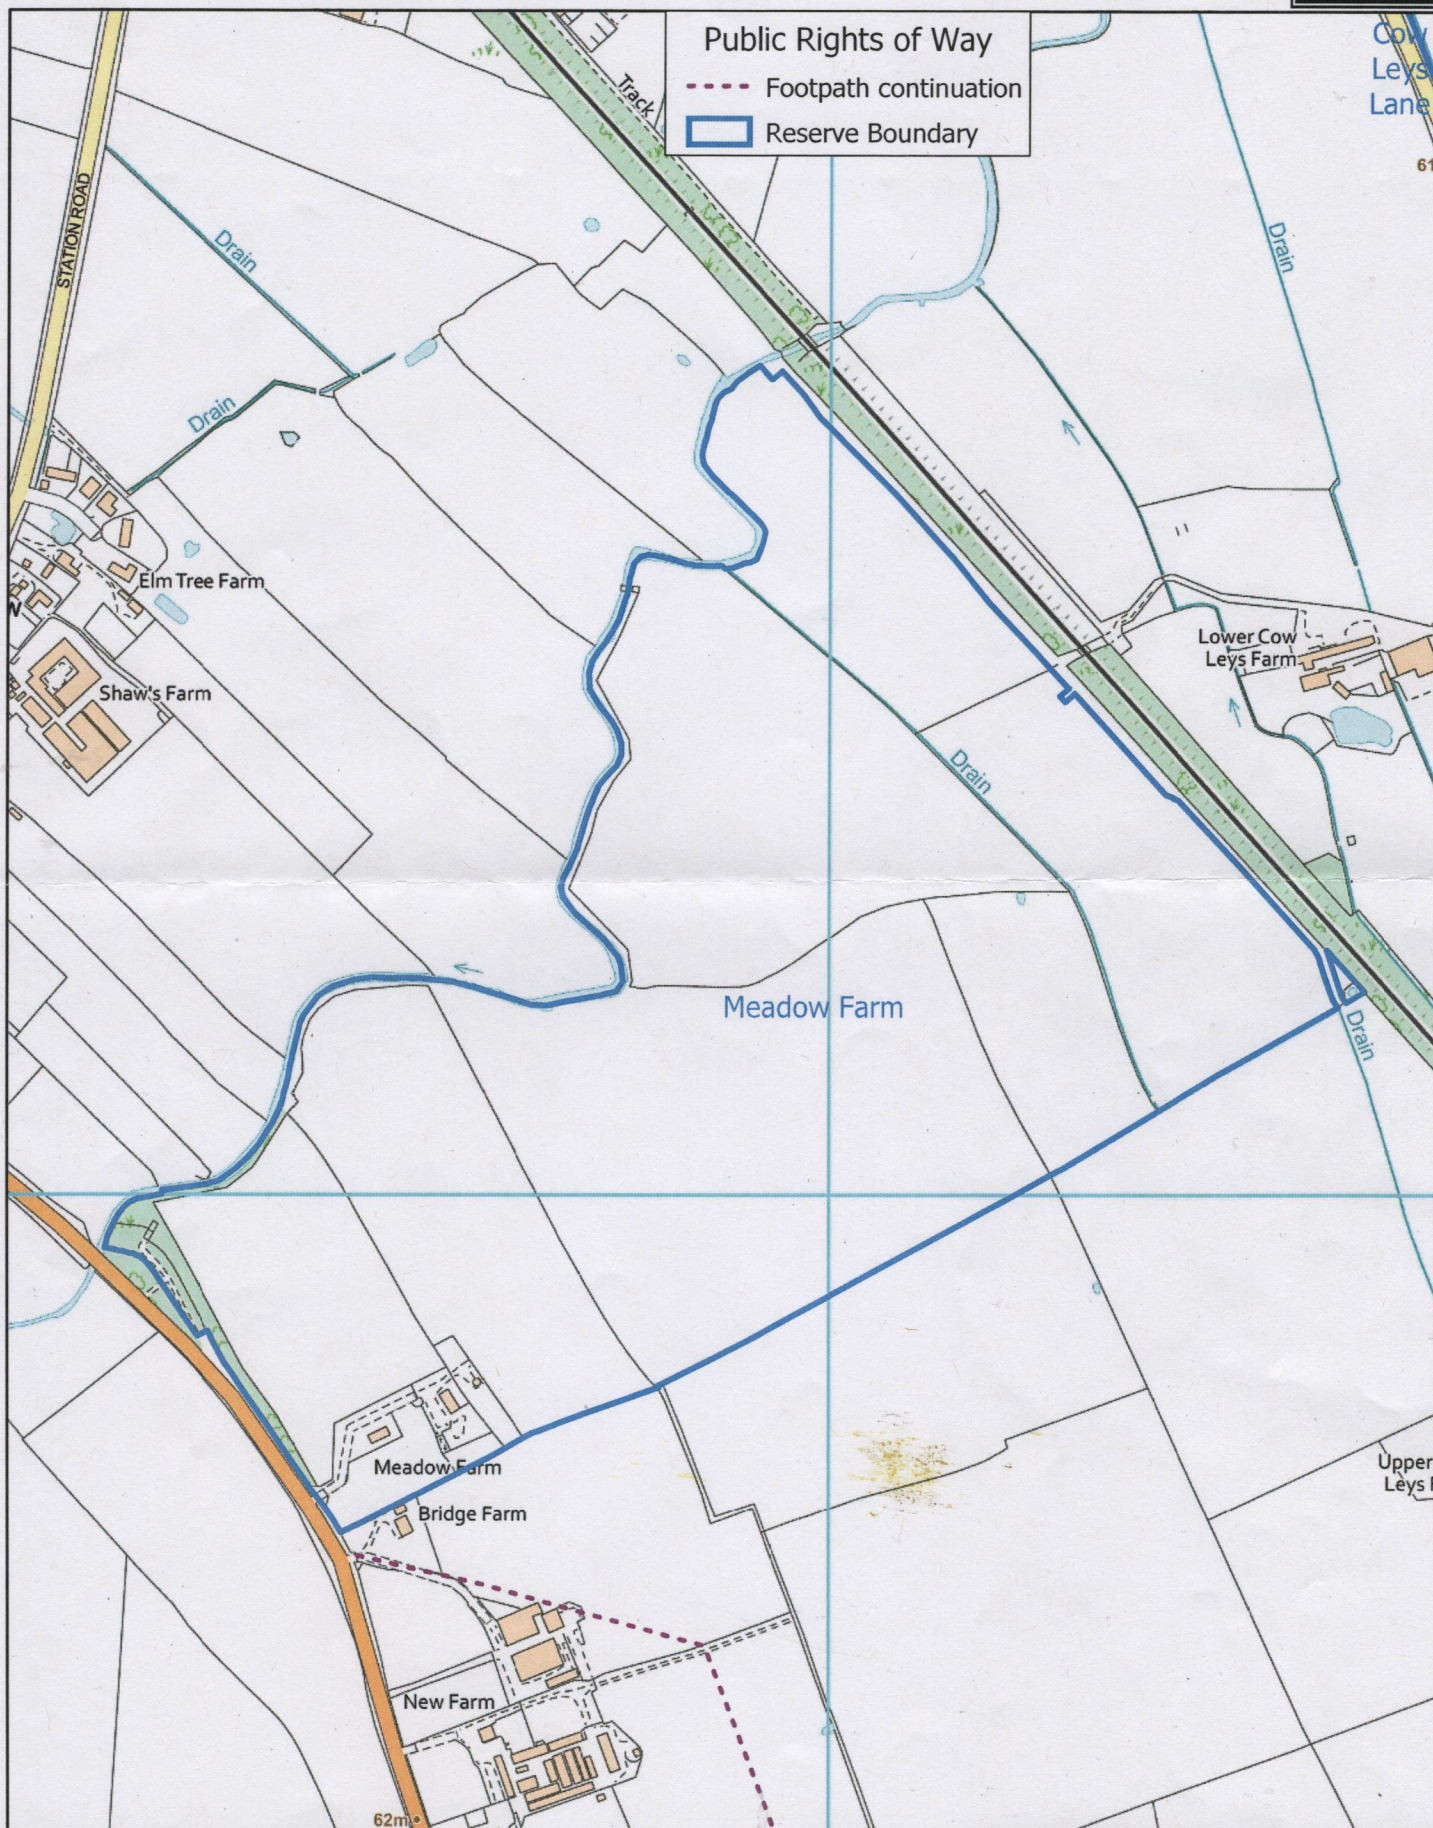 Public Rights of Way
Footpath continuation
Reserve Boundary
Cow
Leys
Lane
61
Track
STATION ROAD
Drain
Drain
Drain
Elm Tree Farm
Shaw's Farm
Lower Cow
Leys Farm
Drain
Meadow Farm
Drain
Meadow Farm
Bridge Farm
Upper
Leys F
New Farm
62m